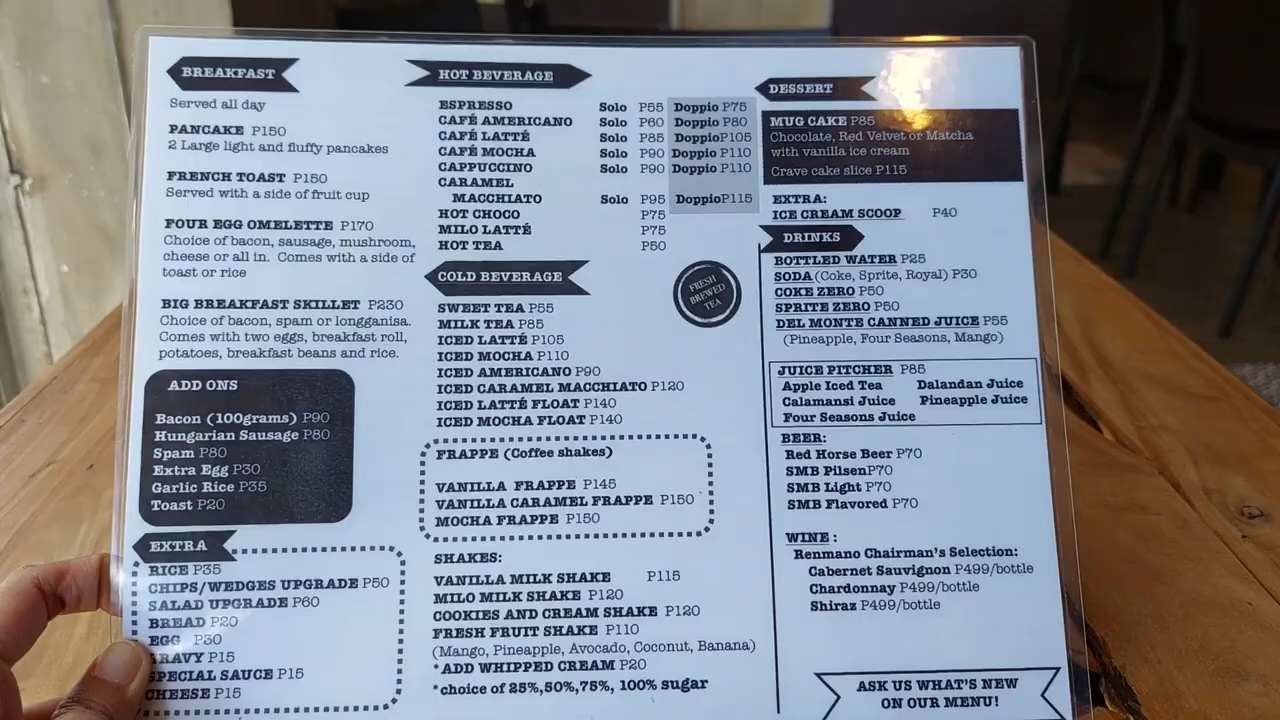 BREAKFAST
Served all day
PANCAKE P150
2 Large light and fluffy pancakes
FRENCH TOAST P150
Served with a side of fruit cup
FOUR EGG OMELETTE P170
Choice of bacon, sausage, mushroom,
cheese or all in. Comes with a side of
toast or rice
BIG BREAKFAST SKILLET P230
Choice of bacon, spam or longganisa.
Comes with two eggs, breakfast roll,
potatoes, breakfast beans and rice.
ADD ONS
Bacon (100grams) P90
Hungarian Sausage P80
Spam P80
Extra Egg P30
Garlic Rice P35
Toast P20
EXTRA
RICE P35
CHIPS/WEDGES UPGRADE P50
SALAD UPGRADE P60
BREAD P20
EGG P30
GRAVY P15
SPECIAL SAUCE P15
CHEESE P15
HOT BEVERAGE
ESPRESSO Solo P55 Doppio P75
CAFÉ AMERICANO Solo P60 Doppio P80
CAFÉ LATTÉ Solo P85 DoppioP105
CAFÉ MOCHA Solo P90 Doppio P110
CAPPUCCINO Solo P90 Doppio P110
CARAMEL
MACCHIATO Solo P95 DoppioP115
HOT CHOCO P75
MILO LATTÉ P75
HOT TEA P50
COLD BEVERAGE
FRESH
BREWED
TEA
SWEET TEA P55
MILK TEA P85
ICED LATTÉ P105
ICED MOCHA P110
ICED AMERICANO P90
ICED CARAMEL MACCHIATO P120
ICED LATTÉ FLOAT P140
ICED MOCHA FLOAT P140
FRAPPE (Coffee shakes)
VANILLA FRAPPE P145
VANILLA CARAMEL FRAPPE P150
MOCHA FRAPPE P150
SHAKES:
VANILLA MILK SHAKE P115
MILO MILK SHAKE P120
COOKIES AND CREAM SHAKE P120
FRESH FRUIT SHAKE P110
(Mango, Pineapple, Avocado, Coconut, Banana)
*ADD WHIPPED CREAM P20
*choice of 25%,50%,75%, 100% sugar
DESSERT
MUG CAKE P85
Chocolate, Red Velvet or Matcha
with vanilla ice cream
Crave cake slice P115
EXTRA:
ICE CREAM SCOOP P40
DRINKS
BOTTLED WATER P25
SODA (Coke, Sprite, Royal) P30
COKE ZERO P50
SPRITE ZERO P50
DEL MONTE CANNED JUICE P55
(Pineapple, Four Seasons, Mango)
JUICE PITCHER P85
Apple Iced Tea Dalandan Juice
Calamansi Juice Pineapple Juice
Four Seasons Juice
BEER:
Red Horse Beer P70
SMB PilsenP70
SMB Light P70
SMB Flavored P70
WINE :
Renmano Chairman's Selection:
Cabernet Sauvignon P499/bottle
Chardonnay P499/bottle
Shiraz P499/bottle
ASK US WHAT'S NEW
ON OUR MENU!